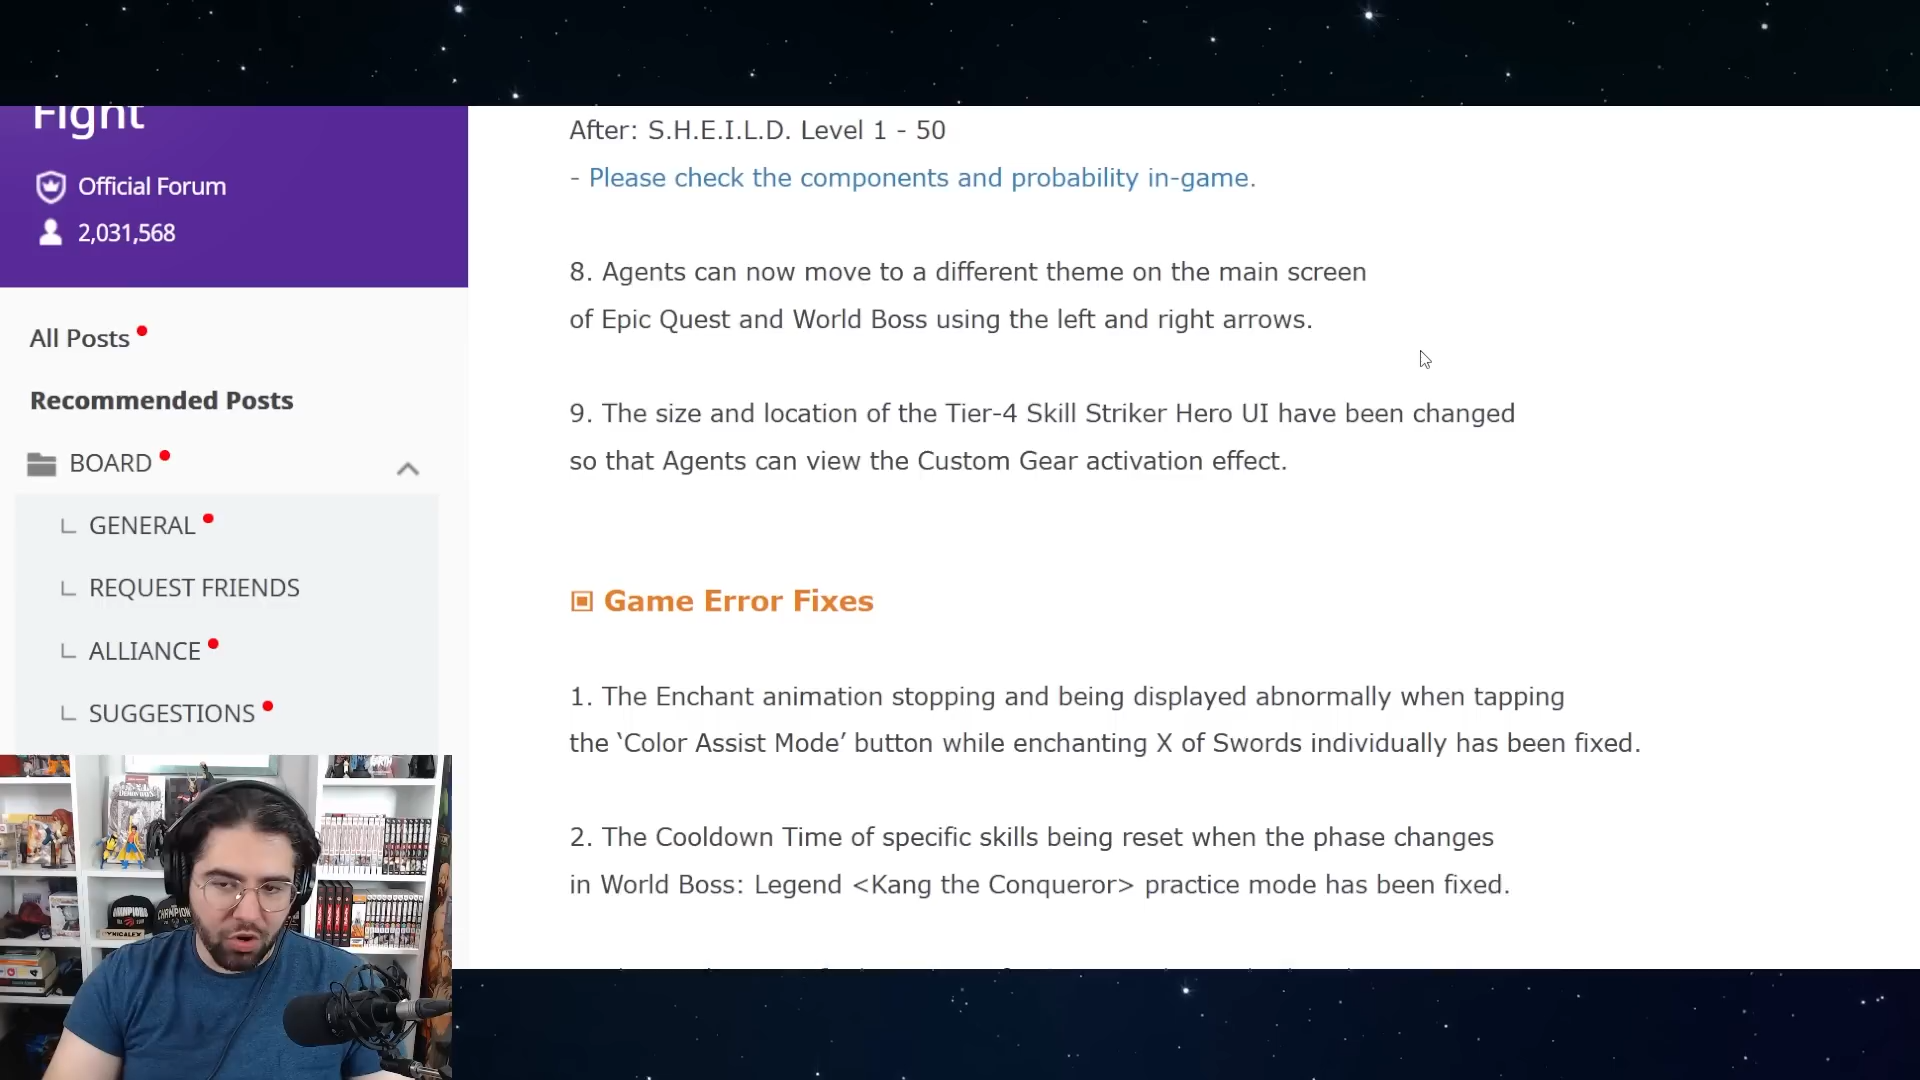 Fight
Official Forum
2,031,568
All Posts
Recommended Posts
BOARD
GENERAL
REQUEST FRIENDS
ALLIANCE
SUGGESTIONS
After: S.H.E.I.L.D. Level 1 - 50
- Please check the components and probability in-game.
8. Agents can now move to a different theme on the main screen
of Epic Quest and World Boss using the left and right arrows.
9. The size and location of the Tier-4 Skill Striker Hero UI have been changed
so that Agents can view the Custom Gear activation effect.
Game Error Fixes
1. The Enchant animation stopping and being displayed abnormally when tapping
the ‘Color Assist Mode’ button while enchanting X of Swords individually has been fixed.
2. The Cooldown Time of specific skills being reset when the phase changes
in World Boss: Legend <Kang the Conqueror> practice mode has been fixed.